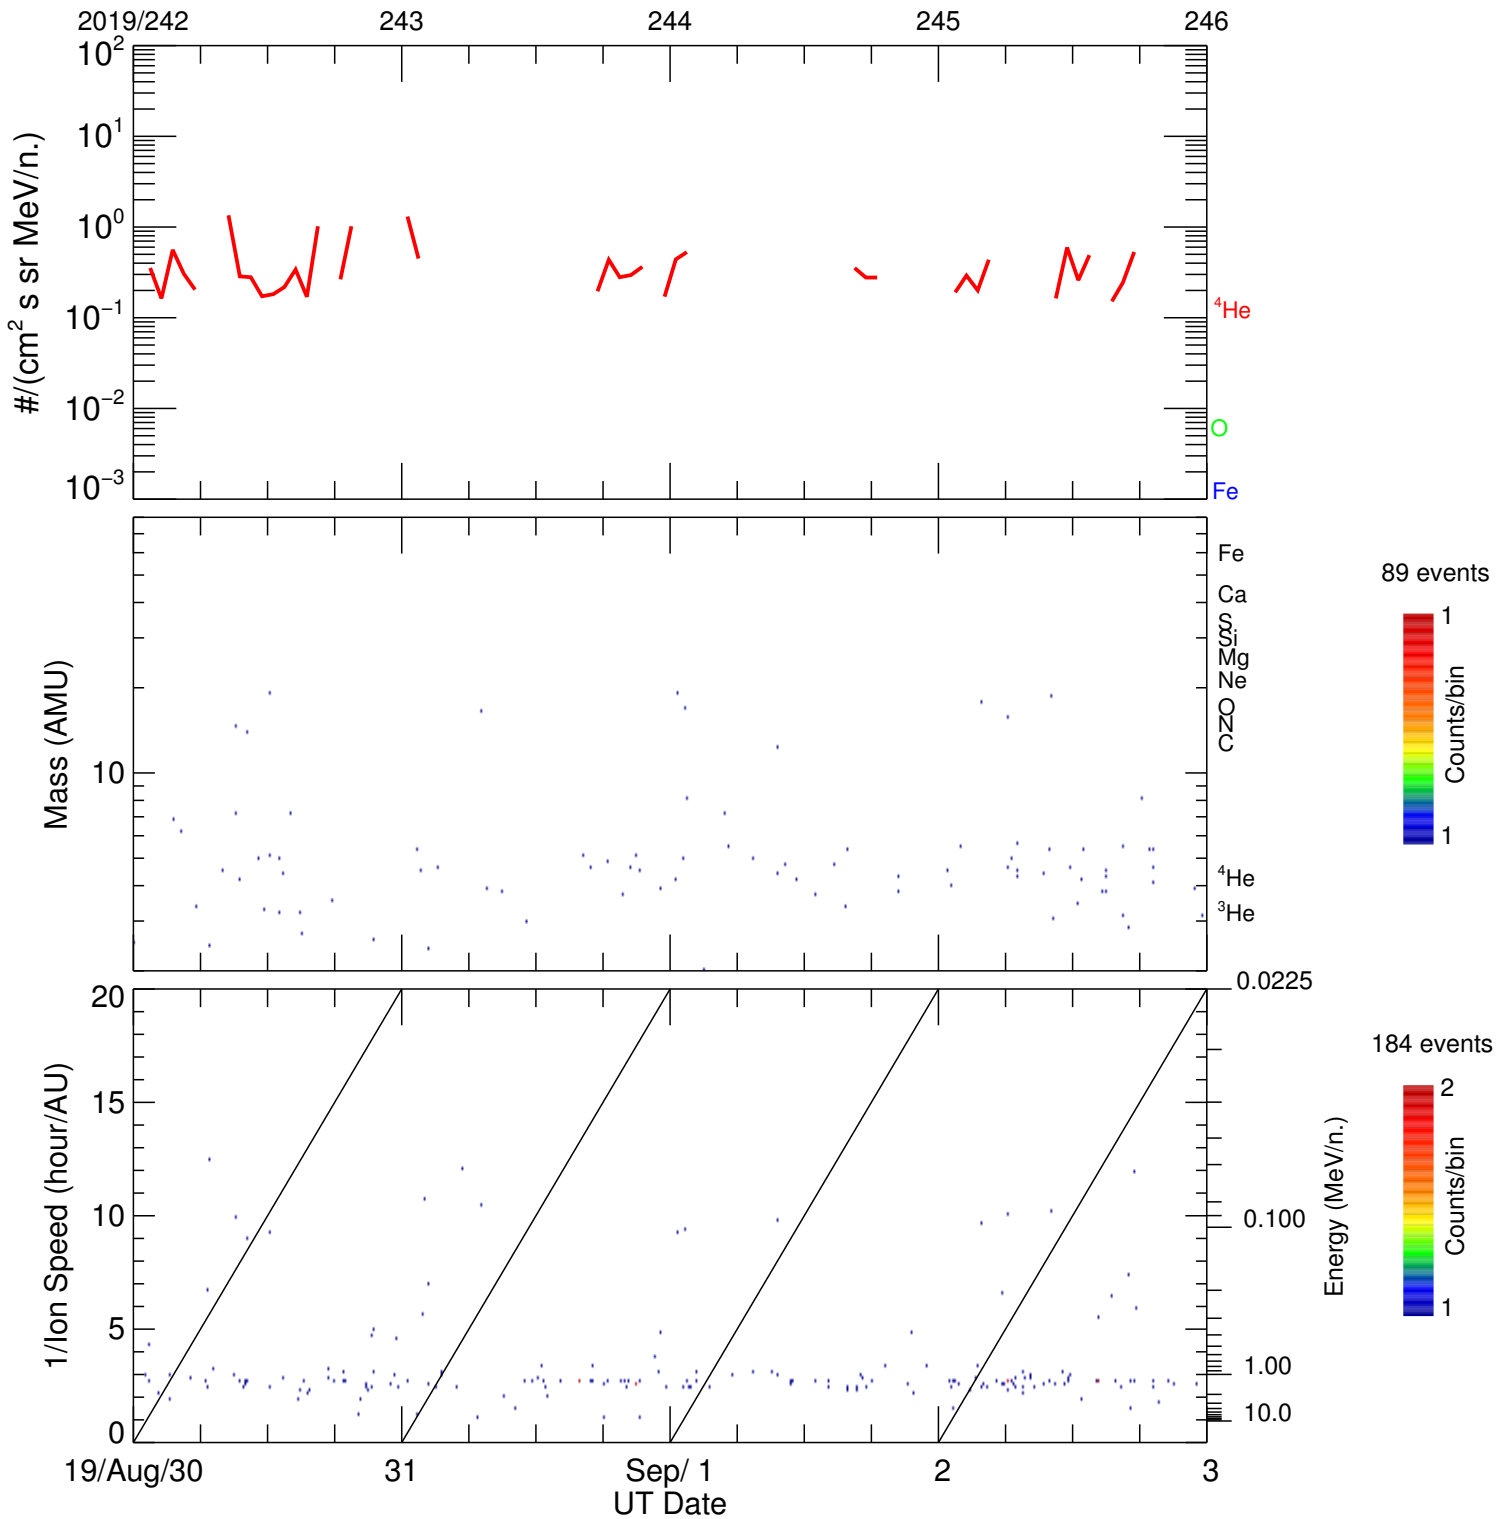 2019/242 243 244 245 246
10^2
10^1
10^0
10^-1
10^-2
10^-3
#/(cm^2 s sr MeV/n.)
^4He
O
Fe
Mass (AMU)
10
Fe
Ca
S
Si
Mg
Ne
O
N
C
^4He
^3He
89 events
1
Counts/bin
1
1/Ion Speed (hour/AU)
20
15
10
5
0
0.0225
0.100
1.00
10.0
Energy (MeV/n.)
184 events
2
Counts/bin
1
19/Aug/30 31 Sep/ 1 2 3
UT Date